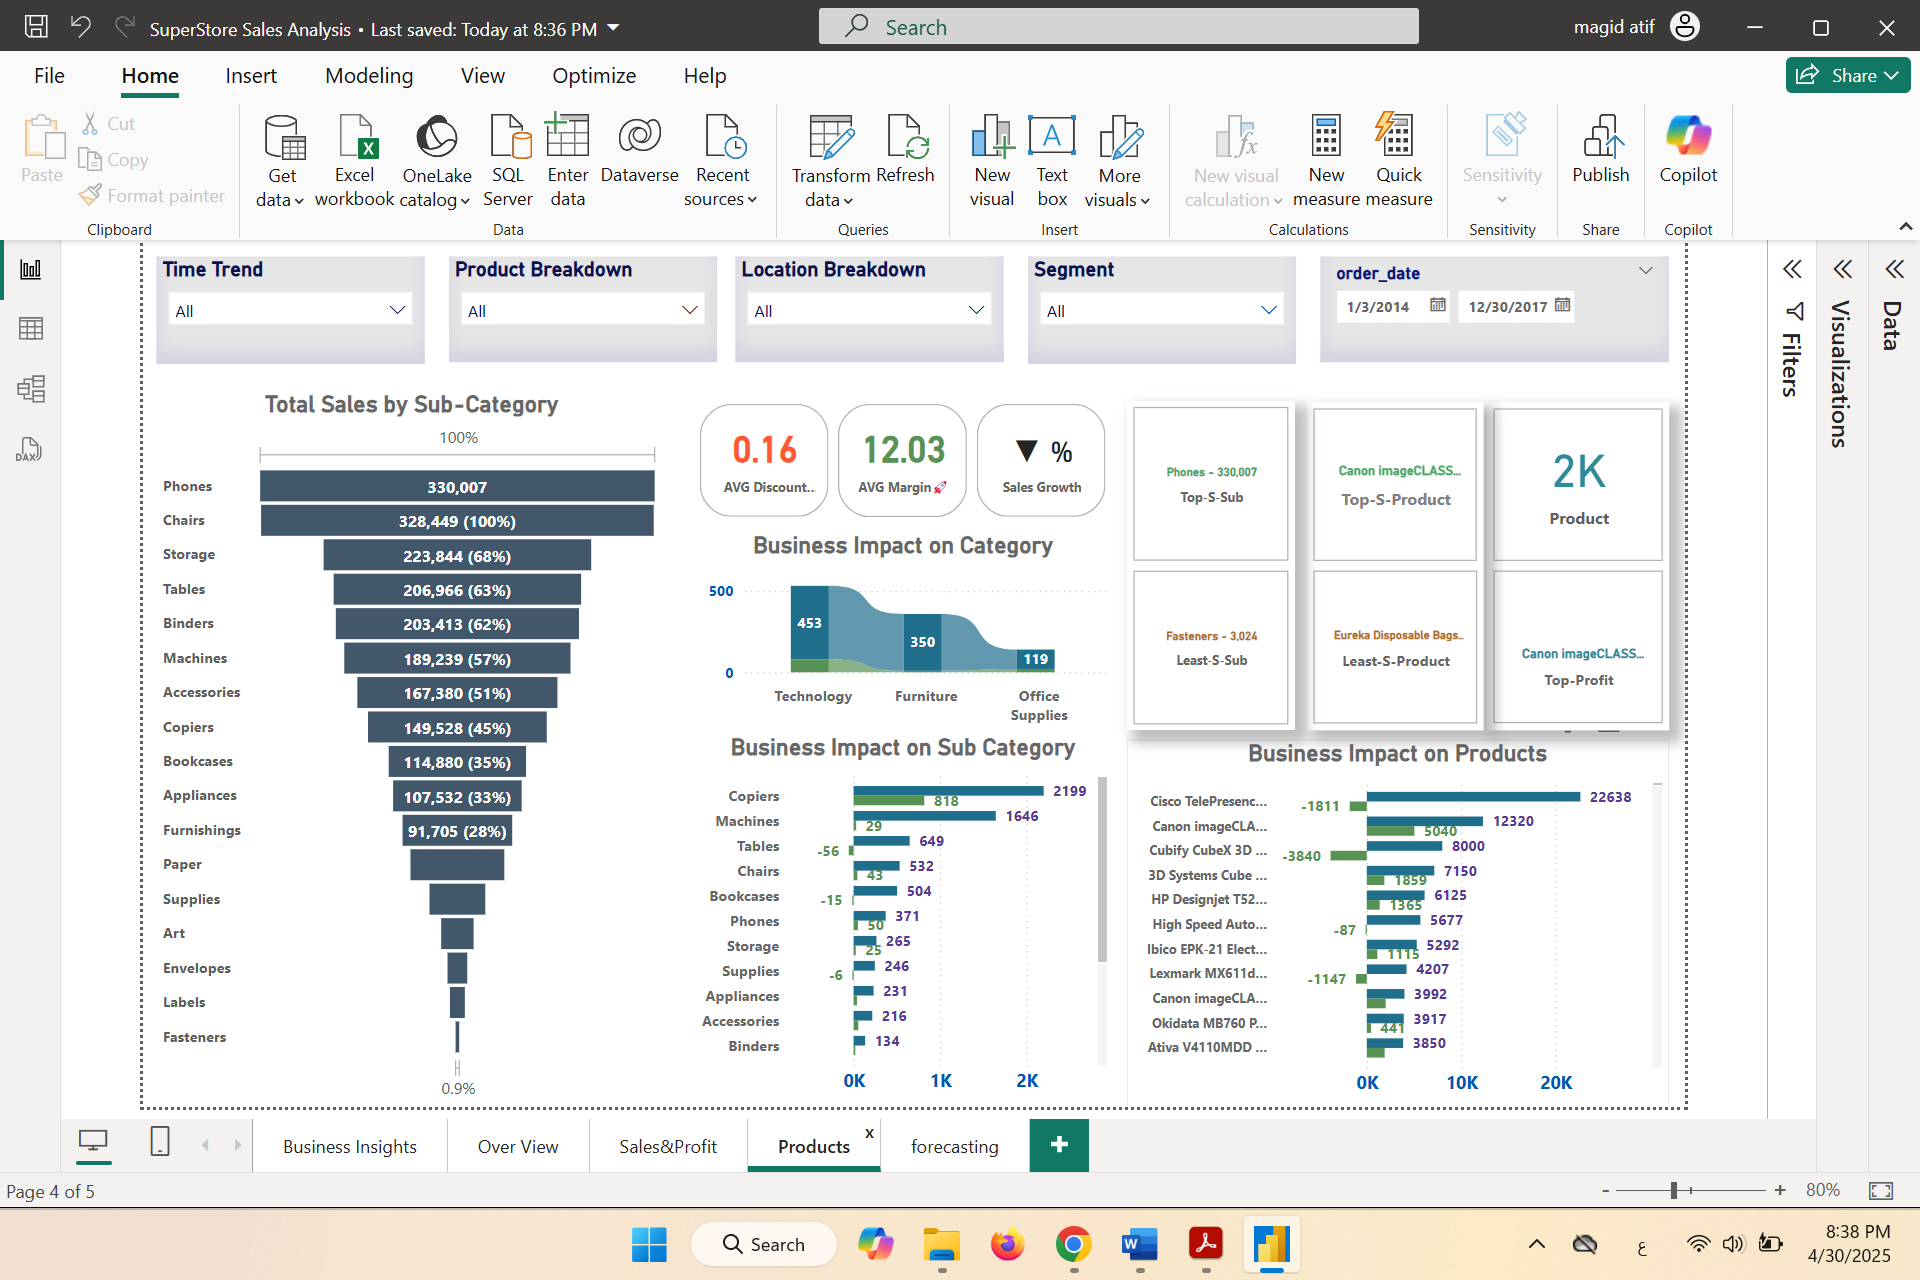 SuperStore Sales Analysis • Last saved: Today at 8:36 PM
Search
magid atif
File
Home
Insert
Modeling
View
Optimize
Help
Share
Paste
Cut
Copy
Format painter
Clipboard
Get data
Excel workbook
OneLake catalog
SQL Server
Enter data
Dataverse
Recent sources
Data
Transform data
Refresh
Queries
New visual
Text box
More visuals
Insert
New visual calculation
New measure
Quick measure
Calculations
Sensitivity
Sensitivity
Publish
Share
Copilot
Copilot
DAX
Time Trend
All
Product Breakdown
All
Location Breakdown
All
Segment
All
order_date
1/3/2014
12/30/2017
Filters
Visualizations
Data
Total Sales by Sub-Category
100%
Phones
330,007
Chairs
328,449 (100%)
Storage
223,844 (68%)
Tables
206,966 (63%)
Binders
203,413 (62%)
Machines
189,239 (57%)
Accessories
167,380 (51%)
Copiers
149,528 (45%)
Bookcases
114,880 (35%)
Appliances
107,532 (33%)
Furnishings
91,705 (28%)
Paper
Supplies
Art
Envelopes
Labels
Fasteners
0.9%
0.16
AVG Discount...
12.03
AVG Margin🚀
▼ %
Sales Growth
Business Impact on Category
500
0
453
350
119
Technology
Furniture
Office Supplies
Phones - 330,007
Top-S-Sub
Canon imageCLASS...
Top-S-Product
2K
Product
Fasteners - 3,024
Least-S-Sub
Eureka Disposable Bags..
Least-S-Product
Canon imageCLASS...
Top-Profit
Business Impact on Sub Category
Copiers
2199
818
Machines
1646
29
Tables
649
-56
Chairs
532
43
Bookcases
504
-15
Phones
371
50
Storage
265
25
Supplies
246
-6
Appliances
231
Accessories
216
Binders
134
0K
1K
2K
Business Impact on Products
Cisco TelePresenc...
22638
-1811
Canon imageCLA...
12320
5040
Cubify CubeX 3D ...
8000
-3840
3D Systems Cube ...
7150
1859
HP Designjet T52...
6125
1365
High Speed Auto...
5677
-87
Ibico EPK-21 Elect...
5292
1115
Lexmark MX611d...
4207
-1147
Canon imageCLA...
3992
Okidata MB760 P...
3917
441
Ativa V4110MDD ...
3850
0K
10K
20K
Business Insights
Over View
Sales&Profit
Products
x
forecasting
+
Page 4 of 5
- + 80%
Search
ع
8:38 PM
4/30/2025